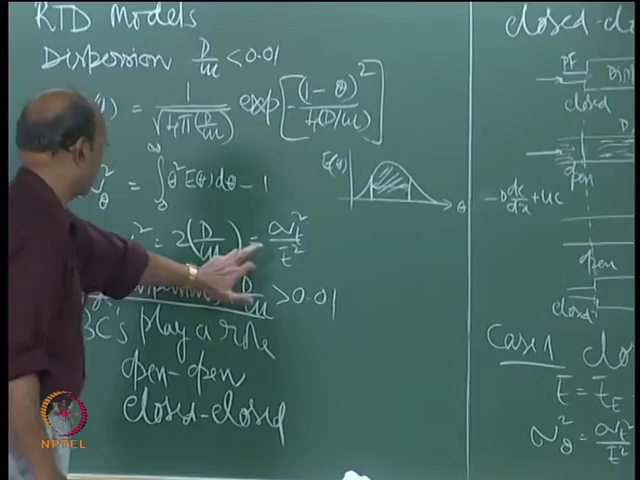 RTD Models
Dispersion D/uL < 0.01
= 1/√(4π(D/uL)) exp[-(1-θ)²/4(D/uL)]
σ²θ = ∫₀^∞ θ² E(θ) dθ - 1
E(θ)
θ
= 2(D/uL) = σt²/t̄²
D/uL > 0.01
BC's play a role
open-open
closed-closed
closed-
PF
closed
D
open
-D dc/dx + uc
open
closed
Case 1
t̄ = t̄E
σ²θ = σt²/t̄²
NPTEL